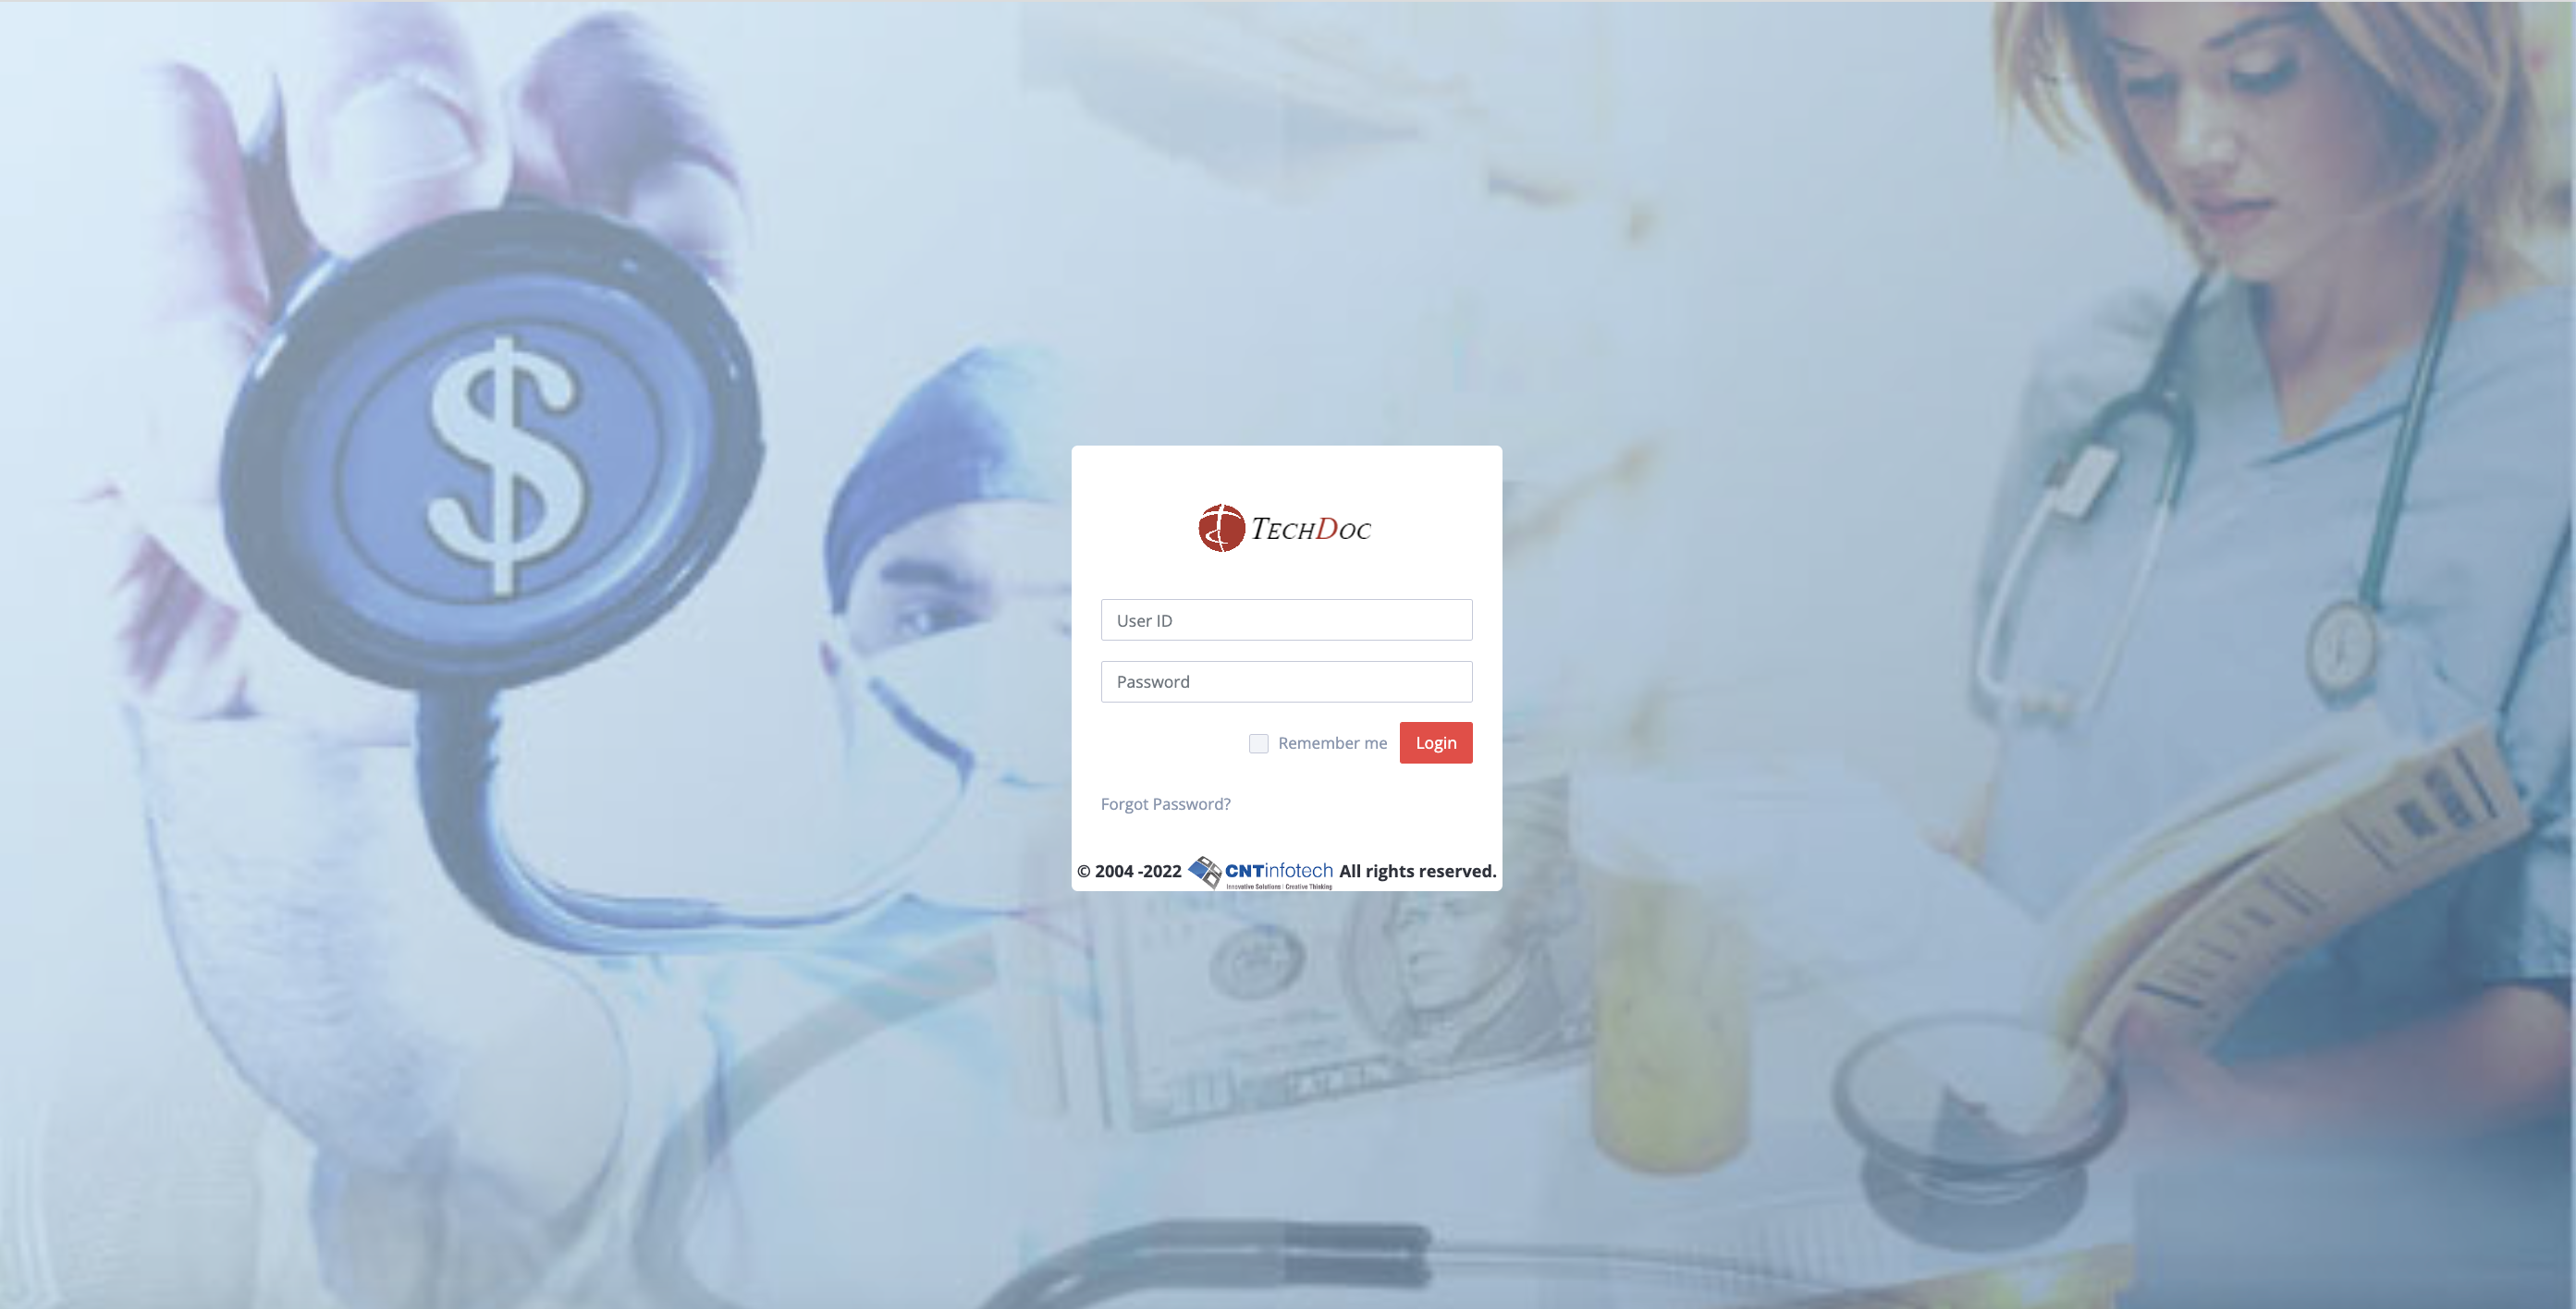 $
TECHDOC
User ID
Password
Remember me Login
Forgot Password?
© 2004 -2022 CNTinfotech All rights reserved.
Innovative Solutions | Creative Thinking